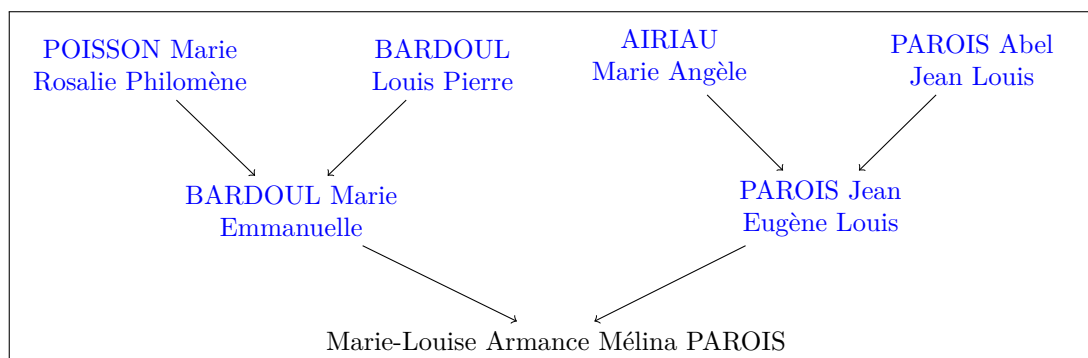 POISSON Marie
Rosalie Philomène
BARDOUL
Louis Pierre
AIRIAU
Marie Angèle
PAROIS Abel
Jean Louis
BARDOUL Marie
Emmanuelle
PAROIS Jean
Eugène Louis
Marie-Louise Armance Mélina PAROIS